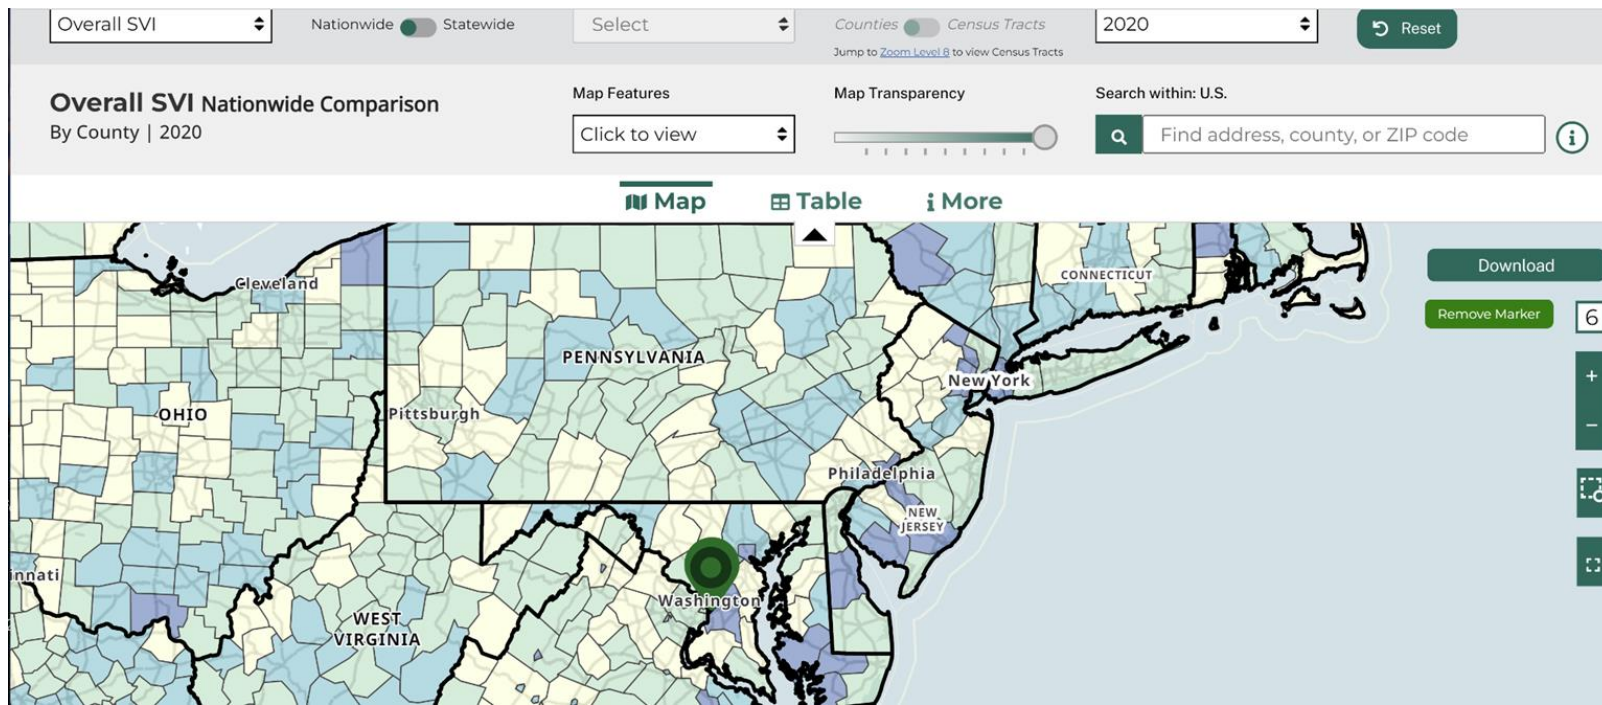 Overall SVI
Nationwide
Statewide
Select
Counties
Census Tracts
Jump to Zoom Level 8 to view Census Tracts
2020
Reset
Overall SVI Nationwide Comparison
By County | 2020
Map Features
Click to view
Map Transparency
Search within: U.S.
Find address, county, or ZIP code
Map
Table
More
Download
Remove Marker
6
Cleveland
CONNECTICUT
PENNSYLVANIA
New York
OHIO
Pittsburgh
Philadelphia
NEW
JERSEY
innati
Washington
WEST
VIRGINIA